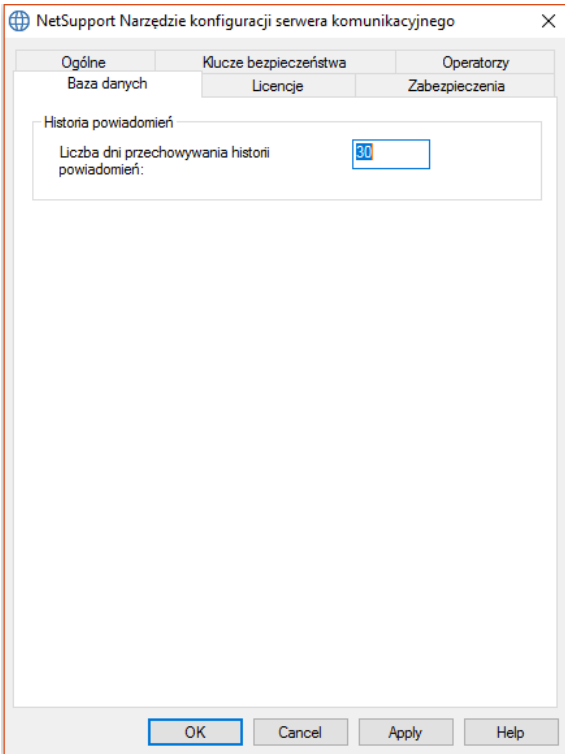 NetSupport Narzędzie konfiguracji serwera komunikacyjnego
Ogólne Klucze bezpieczeństwa Operatorzy
Baza danych Licencje Zabezpieczenia
Historia powiadomień
Liczba dni przechowywania historii 30
powiadomień:
OK Cancel Apply Help